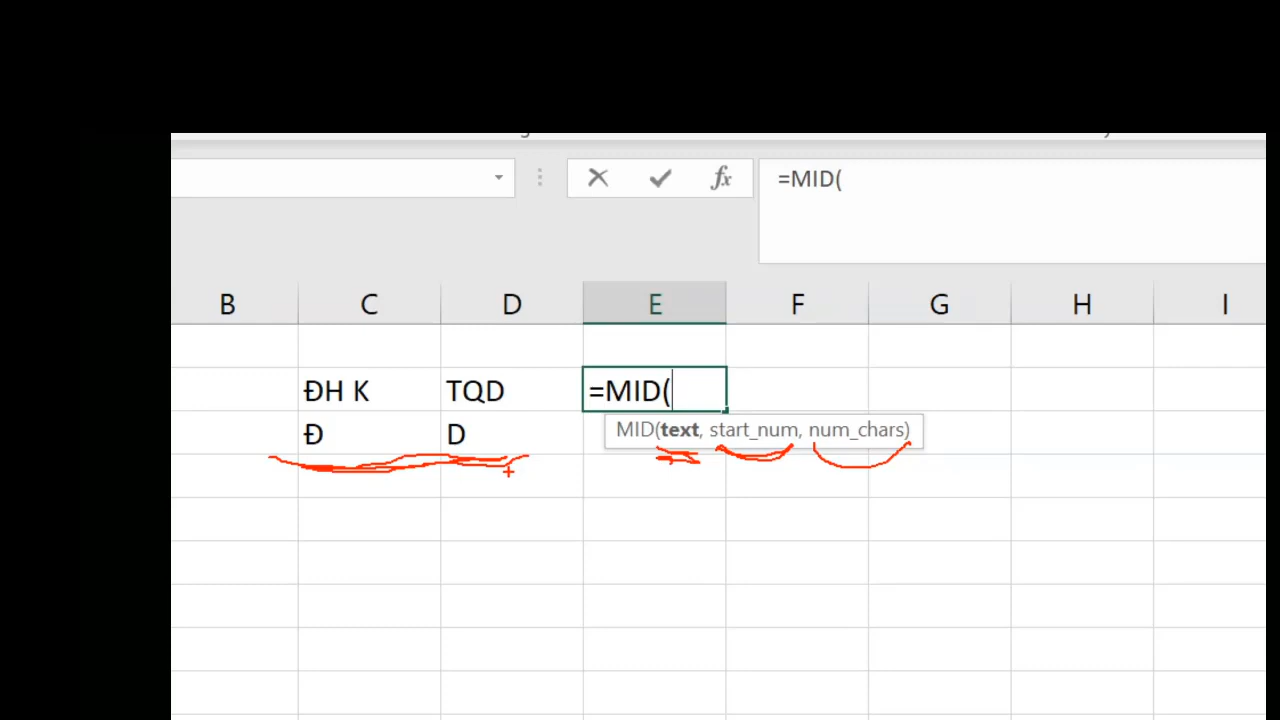 =MID(
B C D E F G H I
ĐH K TQD =MID(
Đ D
MID(text, start_num, num_chars)